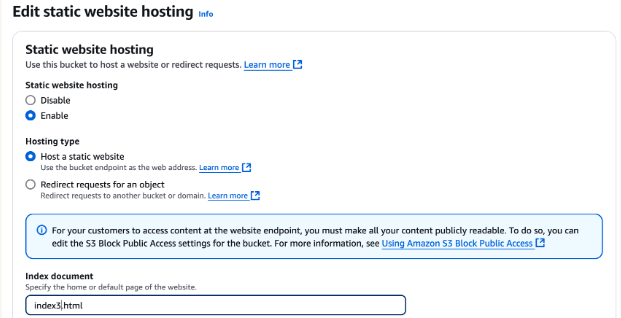 Edit static website hosting Info
Static website hosting
Use this bucket to host a website or redirect requests. Learn more
Static website hosting
Disable
Enable
Hosting type
Host a static website
Use the bucket endpoint as the web address. Learn more
Redirect requests for an object
Redirect requests to another bucket or domain. Learn more
For your customers to access content at the website endpoint, you must make all your content publicly readable. To do so, you can
edit the S3 Block Public Access settings for the bucket. For more information, see Using Amazon S3 Block Public Access
Index document
Specify the home or default page of the website.
index3.html